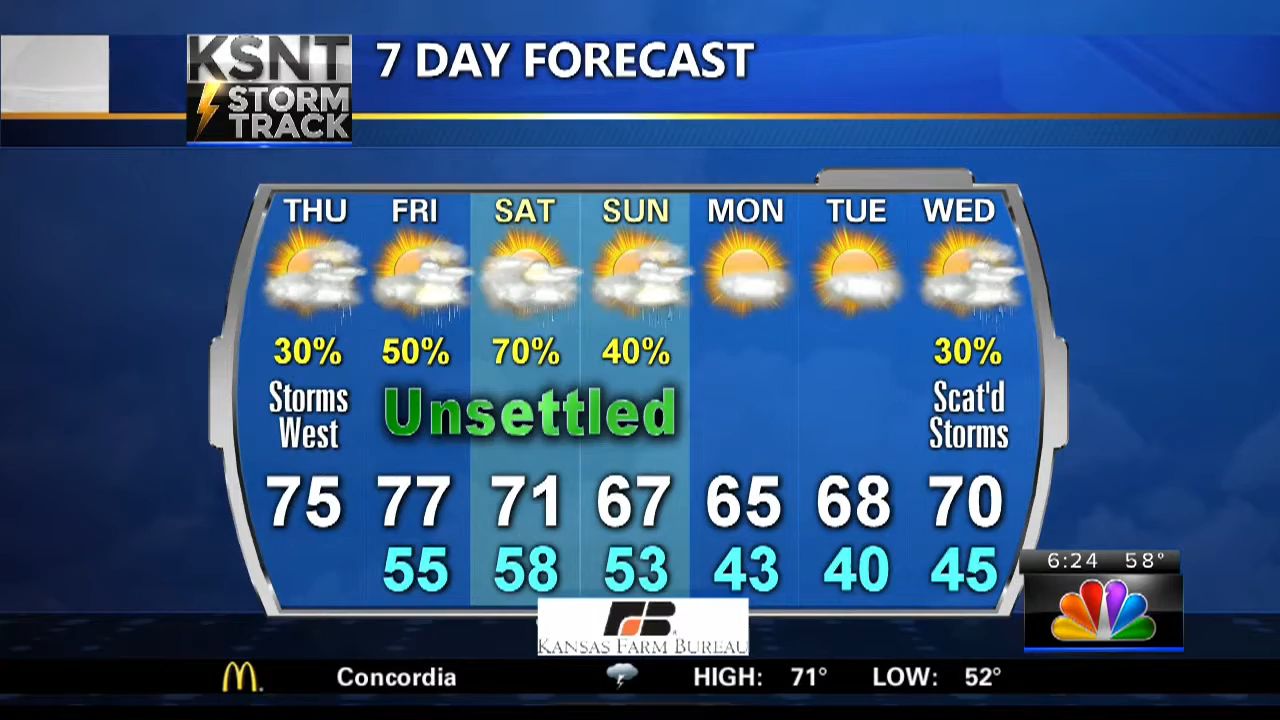 KSNT
STORM
TRACK
7 DAY FORECAST
THU FRI SAT SUN MON TUE WED
30% 50% 70% 40% 30%
Storms
West
Unsettled
Scat'd
Storms
75 77 71 67 65 68 70
55 58 53 43 40 45
6:24 58°
FB
KANSAS FARM BUREAU
Concordia HIGH: 71° LOW: 52°